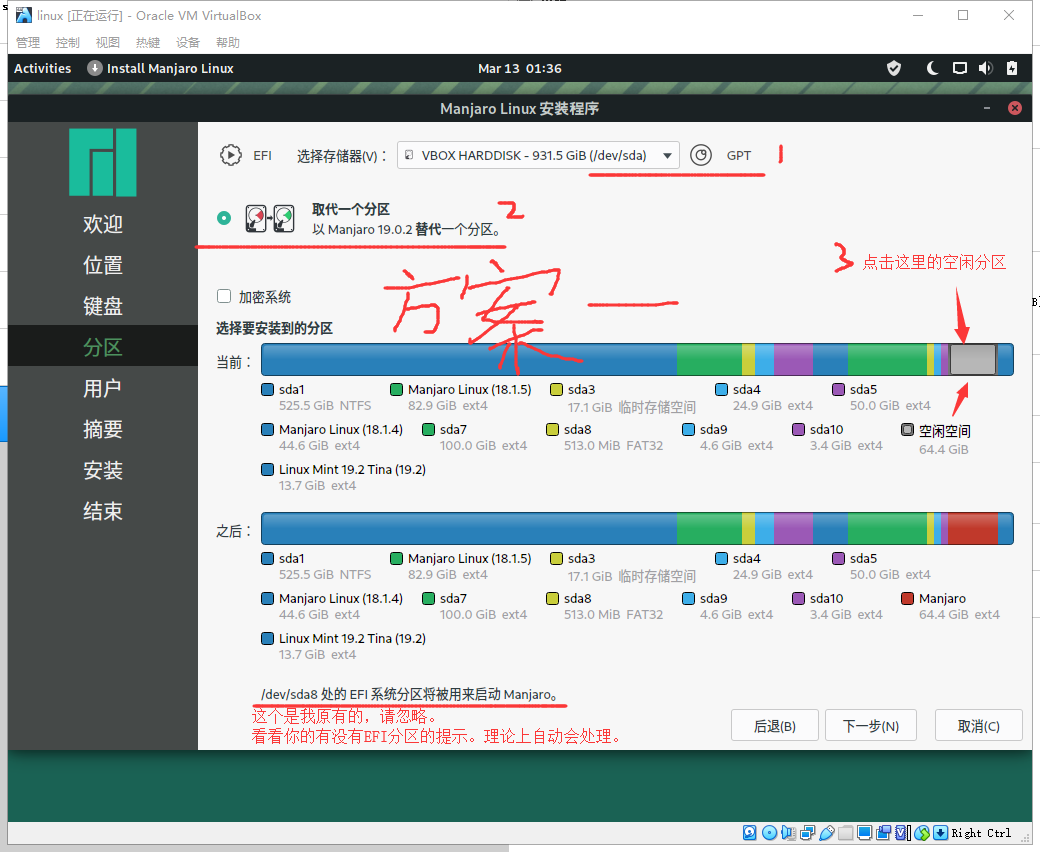 linux [正在运行] - Oracle VM VirtualBox
管理 控制 视图 热键 设备 帮助
Activities Install Manjaro Linux Mar 13 01:36
Manjaro Linux 安装程序
欢迎
位置
键盘
分区
用户
摘要
安装
结束
EFI 选择存储器(V)： VBOX HARDDISK - 931.5 GiB (/dev/sda) GPT 1
取代一个分区 2
以 Manjaro 19.0.2 替代一个分区。
3 点击这里的空闲分区
方案一
加密系统
选择要安装到的分区
当前：
sda1 Manjaro Linux (18.1.5) sda3 sda4 sda5
525.5 GiB NTFS 82.9 GiB ext4 17.1 GiB 临时存储空间 24.9 GiB ext4 50.0 GiB ext4
Manjaro Linux (18.1.4) sda7 sda8 sda9 sda10 空闲空间
44.6 GiB ext4 100.0 GiB ext4 513.0 MiB FAT32 4.6 GiB ext4 3.4 GiB ext4 64.4 GiB
Linux Mint 19.2 Tina (19.2)
13.7 GiB ext4
之后：
sda1 Manjaro Linux (18.1.5) sda3 sda4 sda5
525.5 GiB NTFS 82.9 GiB ext4 17.1 GiB 临时存储空间 24.9 GiB ext4 50.0 GiB ext4
Manjaro Linux (18.1.4) sda7 sda8 sda9 sda10 Manjaro
44.6 GiB ext4 100.0 GiB ext4 513.0 MiB FAT32 4.6 GiB ext4 3.4 GiB ext4 64.4 GiB ext4
Linux Mint 19.2 Tina (19.2)
13.7 GiB ext4
/dev/sda8 处的 EFI 系统分区将被用来启动 Manjaro。
这个是我原有的，请忽略。
看看你的有没有EFI分区的提示。理论上自动会处理。
后退(B) 下一步(N) 取消(C)
Right Ctrl